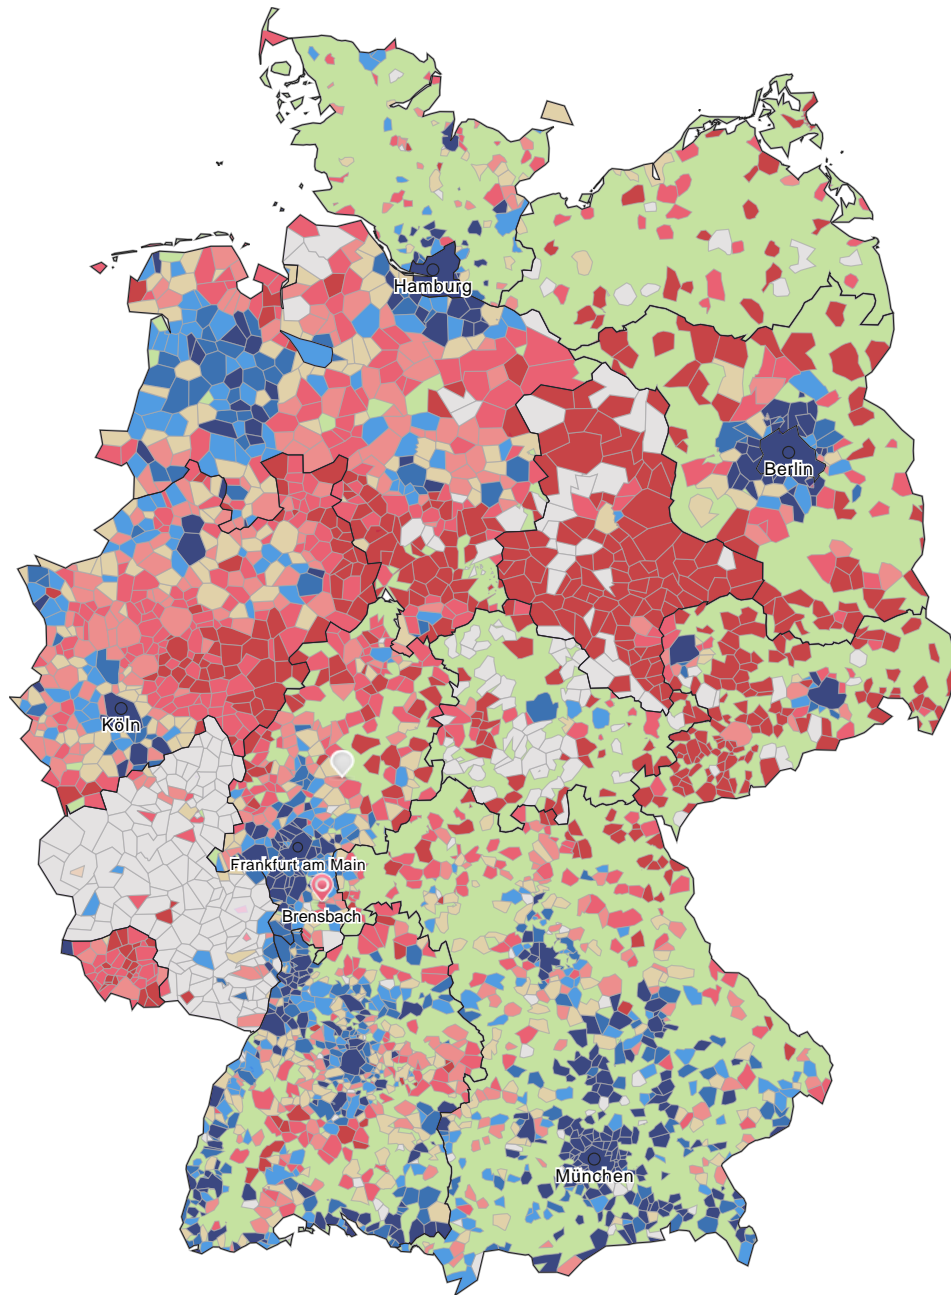 Hamburg
Berlin
Köln
Frankfurt am Main
Brensbach
München